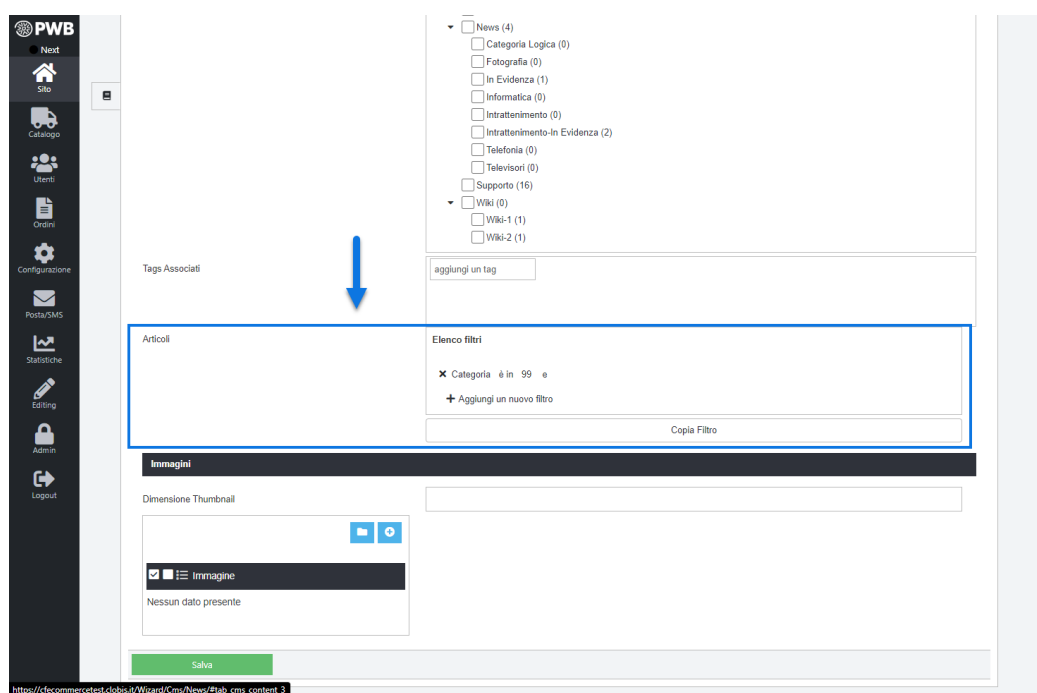 PWB
Next
Sito
Catalogo
Utenti
Ordini
Configurazione
Posta/SMS
Statistiche
Editing
Admin
Logout
News (4)
Categoria Logica (0)
Fotografia (0)
In Evidenza (1)
Informatica (0)
Intrattenimento (0)
Intrattenimento-In Evidenza (2)
Telefonia (0)
Televisori (0)
Supporto (16)
Wiki (0)
Wiki-1 (1)
Wiki-2 (1)
Tags Associati
aggiungi un tag
Articoli
Elenco filtri
Categoria è in 99 e
Aggiungi un nuovo filtro
Copia Filtro
Immagini
Dimensione Thumbnail
Immagine
Nessun dato presente
Salva
https://cfecommercetest.clobis.it/Wizard/Cms/News/#tab_cms_content_3